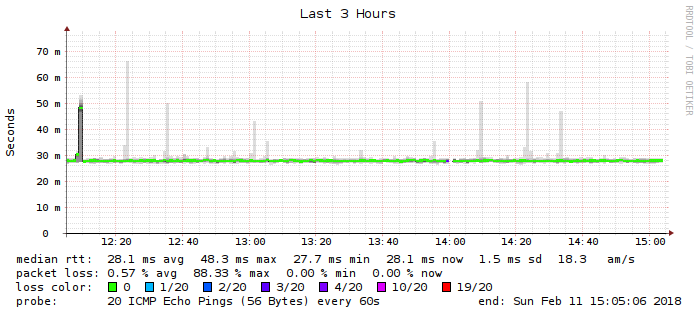 Last 3 Hours
RRDTOOL / TOBI OETIKER
Seconds
70 m
60 m
50 m
40 m
30 m
20 m
10 m
0
12:20 12:40 13:00 13:20 13:40 14:00 14:20 14:40 15:00
median rtt: 28.1 ms avg 48.3 ms max 27.7 ms min 28.1 ms now 1.5 ms sd 18.3 am/s
packet loss: 0.57 % avg 88.33 % max 0.00 % min 0.00 % now
loss color: 0 1/20 2/20 3/20 4/20 10/20 19/20
probe: 20 ICMP Echo Pings (56 Bytes) every 60s end: Sun Feb 11 15:05:06 2018